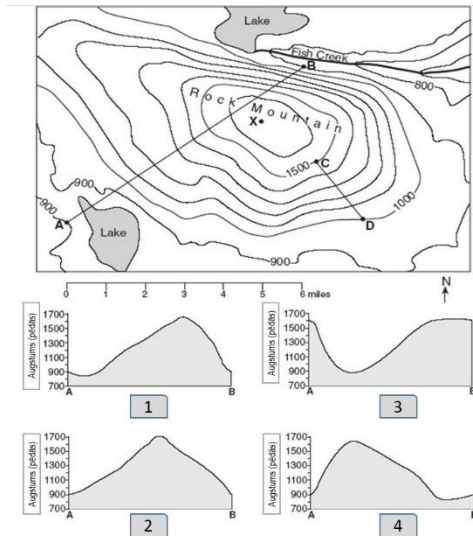 Lake
Fish Creek
B
800
Rock Mountain
X
C
1500
1000
900
900
A
Lake
D
900
0 1 2 3 4 5 6 miles
N
Augstums (pēdās)
1700
1500
1300
1100
900
700
A B
1
Augstums (pēdās)
1700
1500
1300
1100
900
700
A B
3
Augstums (pēdās)
1700
1500
1300
1100
900
700
A B
2
Augstums (pēdās)
1700
1500
1300
1100
900
700
A B
4